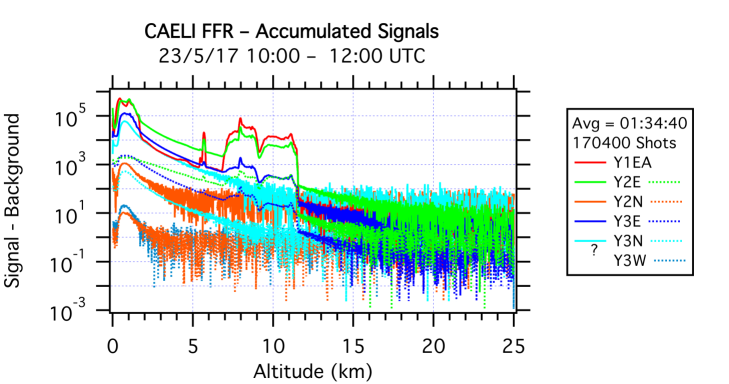 CAELI FFR – Accumulated Signals
23/5/17 10:00 – 12:00 UTC
Signal - Background
10^5
10^3
10^1
10^-1
10^-3
0 5 10 15 20 25
Altitude (km)
Avg = 01:34:40
170400 Shots
Y1EA
Y2E
Y2N
Y3E
Y3N
?
Y3W